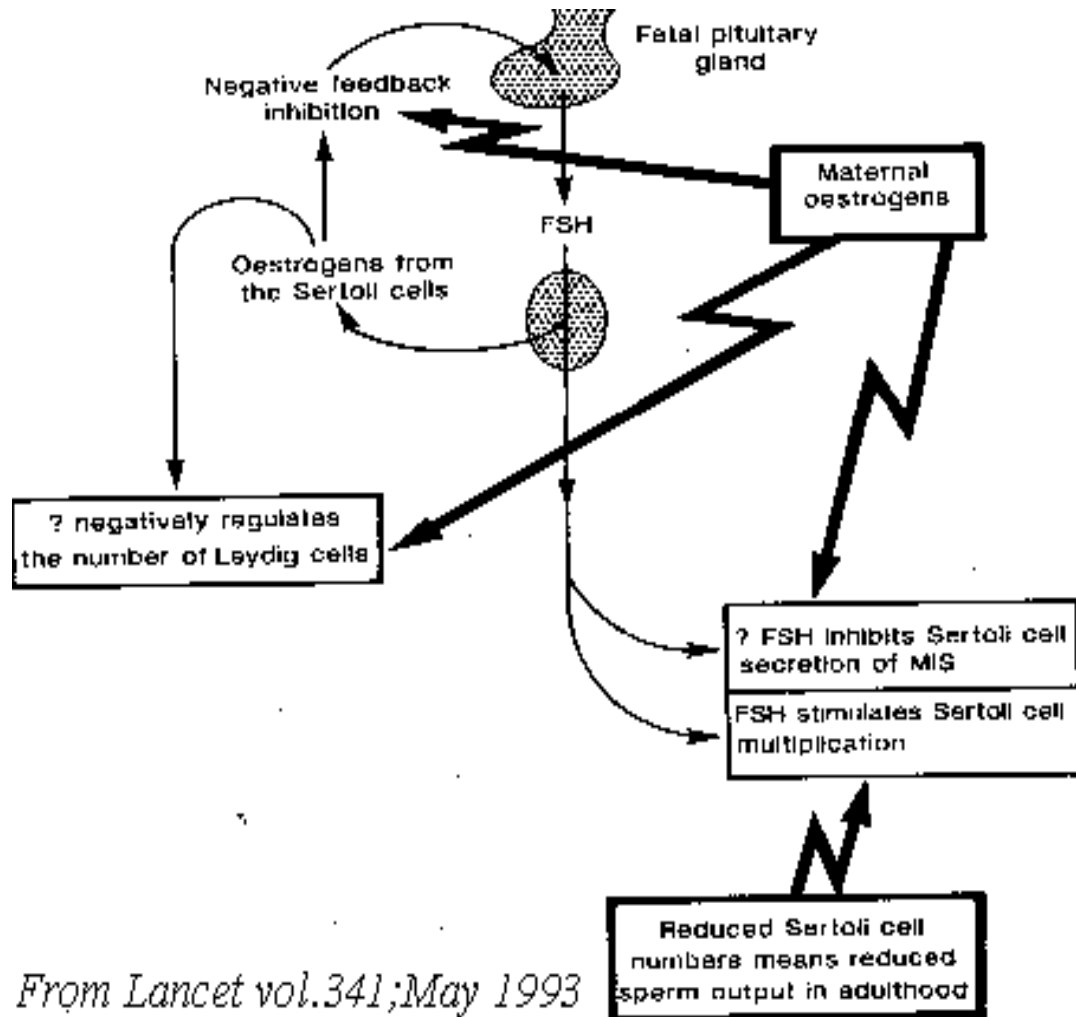 Fetal pituitary
gland
Negative feedback
inhibition
Maternal
oestrogens
FSH
Oestrogens from
the Sertoli cells
? negatively regulates
the number of Leydig cells
? FSH inhibits Sertoli cell
secretion of MIS
FSH stimulates Sertoli cell
multiplication
Reduced Sertoli cell
numbers means reduced
sperm output in adulthood
From Lancet vol.341;May 1993